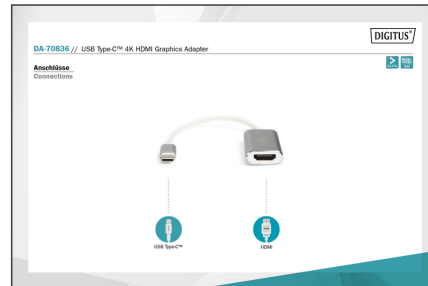 DIGITUS®
DA-70836 // USB Type-C™ 4K HDMI Graphics Adapter
Anschlüsse
Connections
USB Type-C™
HDMI